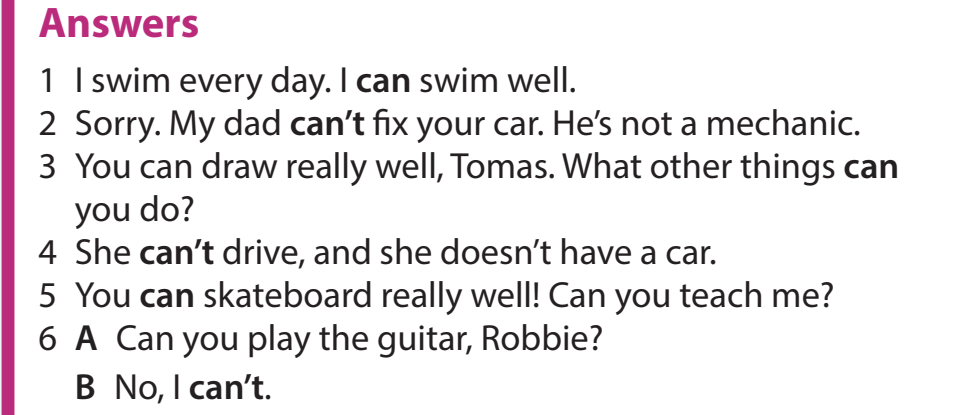 Answers
1 I swim every day. I can swim well.
2 Sorry. My dad can't fix your car. He's not a mechanic.
3 You can draw really well, Tomas. What other things can
you do?
4 She can't drive, and she doesn't have a car.
5 You can skateboard really well! Can you teach me?
6 A Can you play the guitar, Robbie?
B No, I can't.